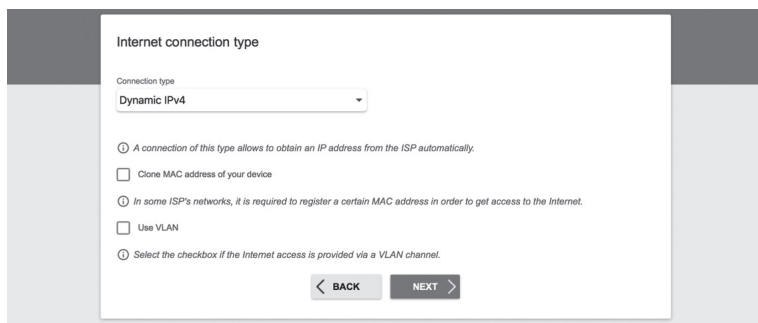 Internet connection type
Connection type
Dynamic IPv4
A connection of this type allows to obtain an IP address from the ISP automatically.
Clone MAC address of your device
In some ISP's networks, it is required to register a certain MAC address in order to get access to the Internet.
Use VLAN
Select the checkbox if the Internet access is provided via a VLAN channel.
BACK NEXT